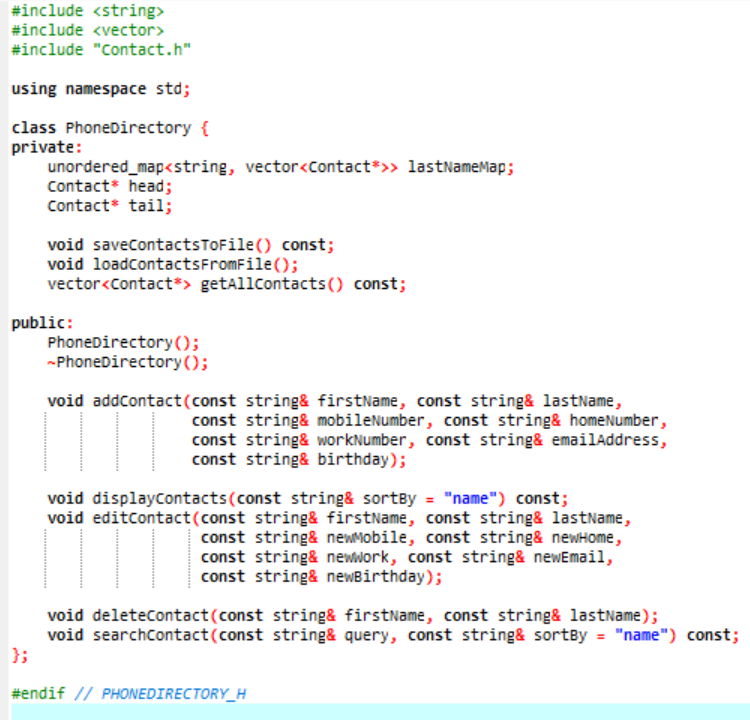 #include <string>
#include <vector>
#include "Contact.h"
using namespace std;
class PhoneDirectory {
private:
unordered_map<string, vector<Contact*>> lastNameMap;
Contact* head;
Contact* tail;
void saveContactsToFile() const;
void loadContactsFromFile();
vector<Contact*> getAllContacts() const;
public:
PhoneDirectory();
~PhoneDirectory();
void addContact(const string& firstName, const string& lastName,
const string& mobileNumber, const string& homeNumber,
const string& workNumber, const string& emailAddress,
const string& birthday);
void displayContacts(const string& sortBy = "name") const;
void editContact(const string& firstName, const string& lastName,
const string& newMobile, const string& newHome,
const string& newWork, const string& newEmail,
const string& newBirthday);
void deleteContact(const string& firstName, const string& lastName);
void searchContact(const string& query, const string& sortBy = "name") const;
};
#endif // PHONEDIRECTORY_H